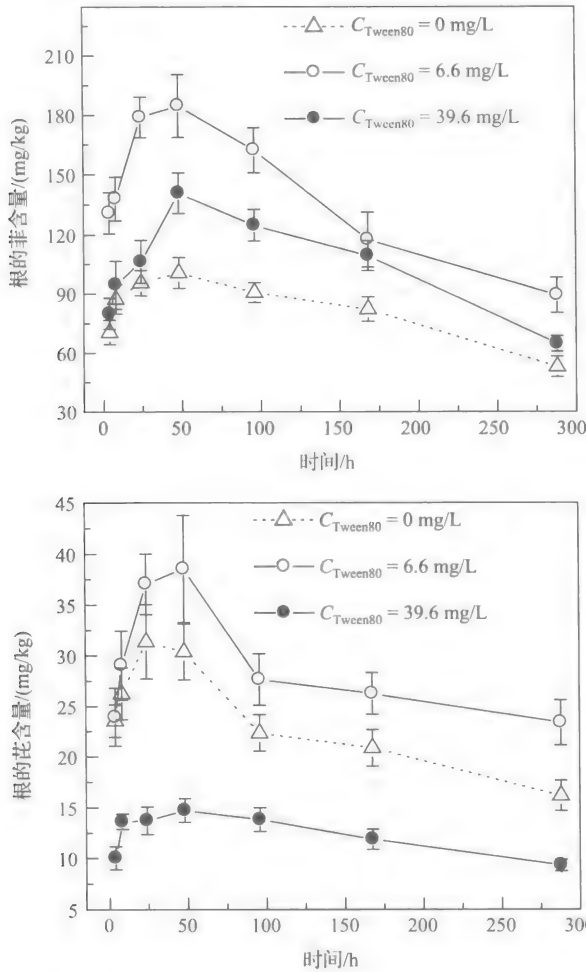 C_Tween80 = 0 mg/L
C_Tween80 = 6.6 mg/L
C_Tween80 = 39.6 mg/L
根的菲含量/(mg/kg)
180
150
120
90
60
30
0 50 100 150 200 250 300
时间/h
C_Tween80 = 0 mg/L
C_Tween80 = 6.6 mg/L
C_Tween80 = 39.6 mg/L
根的芘含量/(mg/kg)
45
40
35
30
25
20
15
10
5
0 50 100 150 200 250 300
时间/h